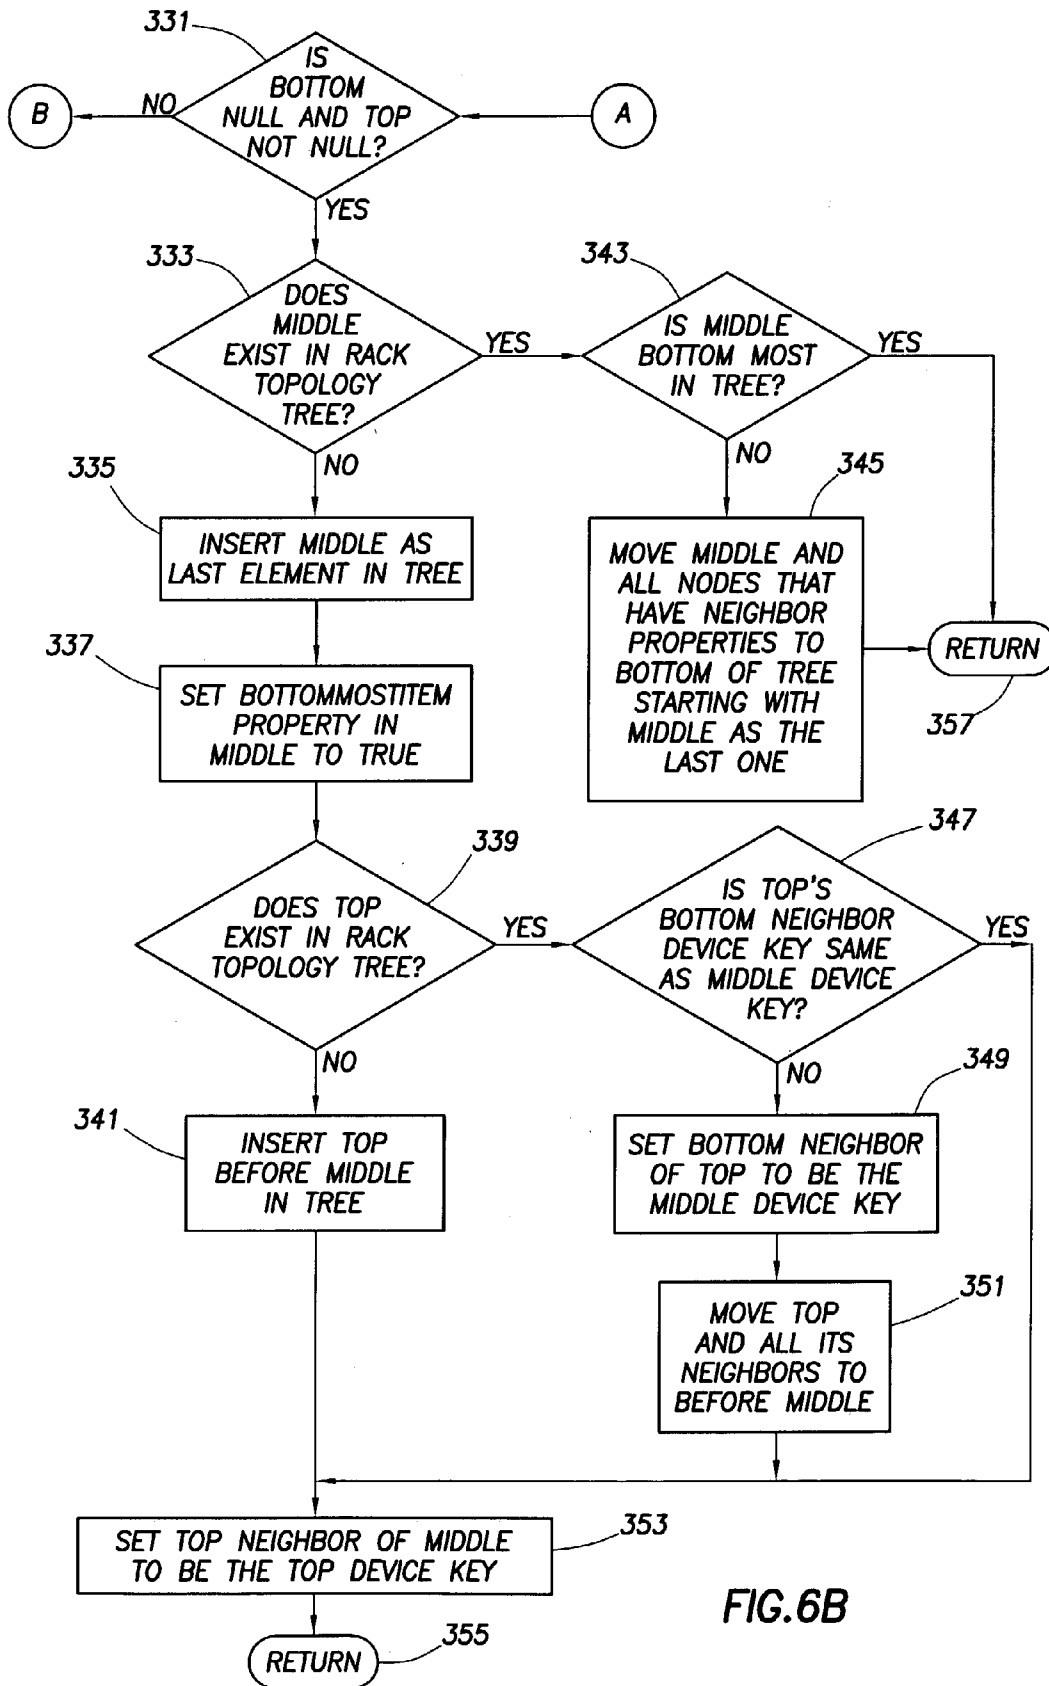 331
IS
BOTTOM
NULL AND TOP
NOT NULL?
B
NO
A
YES
333
DOES
MIDDLE
EXIST IN RACK
TOPOLOGY
TREE?
YES
343
IS MIDDLE
BOTTOM MOST
IN TREE?
YES
NO
NO
335
INSERT MIDDLE AS
LAST ELEMENT IN TREE
345
MOVE MIDDLE AND
ALL NODES THAT
HAVE NEIGHBOR
PROPERTIES TO
BOTTOM OF TREE
STARTING WITH
MIDDLE AS THE
LAST ONE
RETURN
357
337
SET BOTTOMMOSTITEM
PROPERTY IN
MIDDLE TO TRUE
339
DOES TOP
EXIST IN RACK
TOPOLOGY TREE?
YES
347
IS TOP'S
BOTTOM NEIGHBOR
DEVICE KEY SAME
AS MIDDLE DEVICE
KEY?
YES
NO
NO
341
INSERT TOP
BEFORE MIDDLE
IN TREE
349
SET BOTTOM NEIGHBOR
OF TOP TO BE THE
MIDDLE DEVICE KEY
351
MOVE TOP
AND ALL ITS
NEIGHBORS TO
BEFORE MIDDLE
353
SET TOP NEIGHBOR OF MIDDLE
TO BE THE TOP DEVICE KEY
RETURN
355
FIG.6B